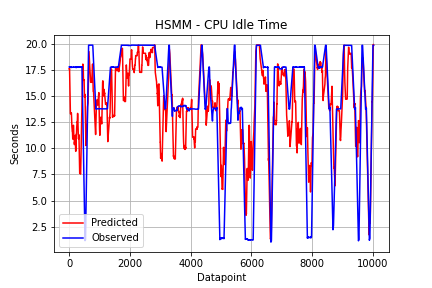 HSMM - CPU Idle Time
20.0
17.5
15.0
12.5
10.0
7.5
5.0
2.5
Seconds
Predicted
Observed
0 2000 4000 6000 8000 10000
Datapoint